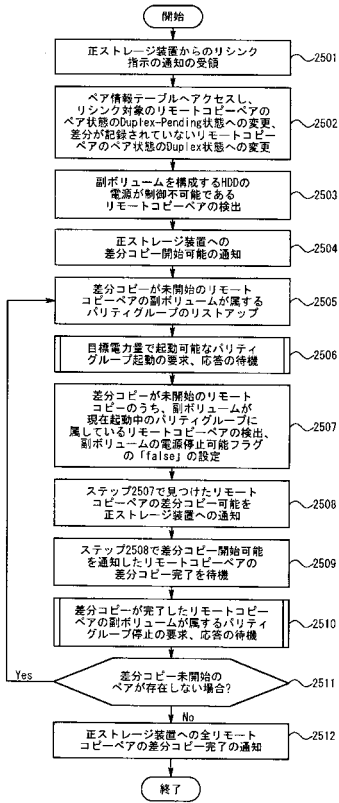 開始
正ストレージ装置からのリシンク
指示の通知の受領
2501
ペア情報テーブルへアクセスし、
リシンク対象のリモートコピーペアの
ペア状態のDuplex-Pending状態への変更、
差分が記録されていないリモートコピー
ペアのペア状態のDuplex状態への変更
2502
副ボリュームを構成するHDDの
電源が制御不可能である
リモートコピーペアの検出
2503
正ストレージ装置への
差分コピー開始可能の通知
2504
差分コピーが未開始のリモート
コピーペアの副ボリュームが属する
パリティグループのリストアップ
2505
目標電力量で起動可能なパリティ
グループ起動の要求、応答の待機
2506
差分コピーが未開始のリモート
コピーのうち、副ボリュームが
現在起動中のパリティグループに
属しているリモートコピーペアの検出、
副ボリュームの電源停止可能フラグ
の「false」の設定
2507
ステップ2507で見つけたリモート
コピーペアの差分コピー可能を
正ストレージ装置への通知
2508
ステップ2508で差分コピー開始可能
を通知したリモートコピーペアの
差分コピー完了を待機
2509
差分コピーが完了したリモートコピー
ペアの副ボリュームが属するパリティ
グループ停止の要求、応答の待機
2510
差分コピー未開始の
ペアが存在しない場合?
2511
Yes
No
正ストレージ装置への全リモート
コピーペアの差分コピー完了の通知
2512
終了